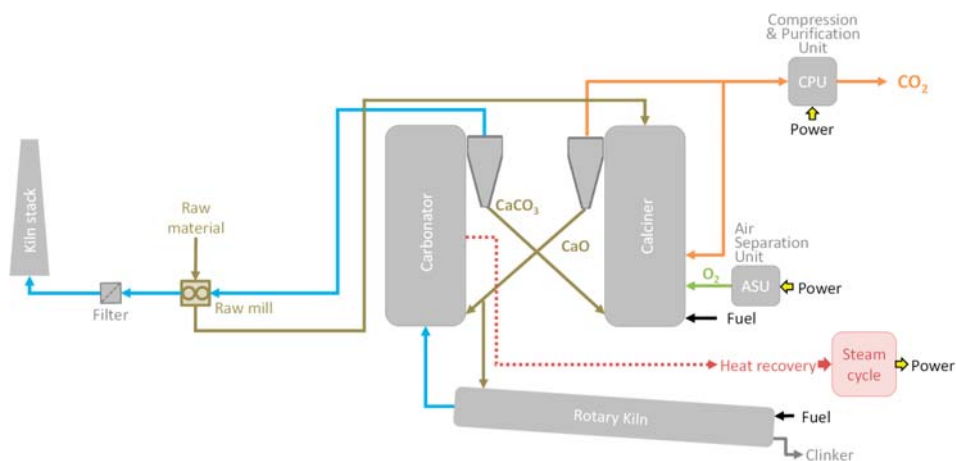 Compression
& Purification
Unit
CPU
CO₂
Power
Kiln stack
Raw
material
Carbonator
CaCO₃
CaO
Calciner
Air
Separation
Unit
O₂
ASU
Power
Filter
Raw mill
Fuel
Heat recovery
Steam
cycle
Power
Rotary Kiln
Fuel
Clinker